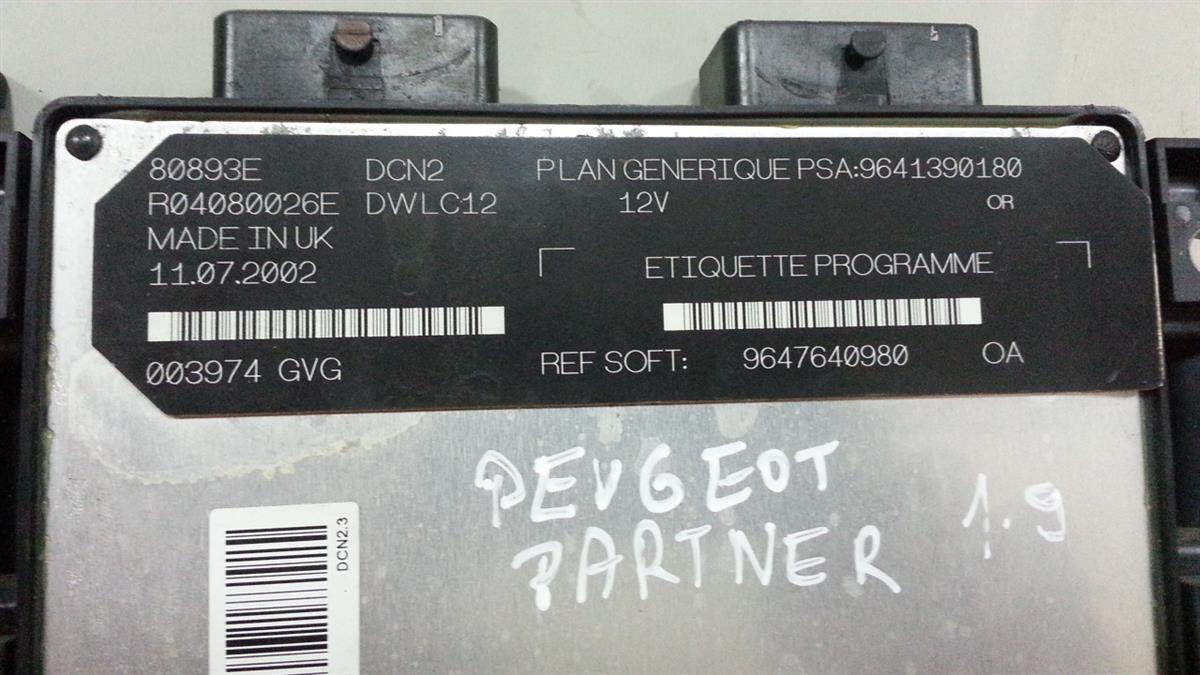 80893E DCN2 PLAN GENERIQUE PSA:9641390180
R04080026E DWLC12 12V OR
MADE IN UK
11.07.2002
ETIQUETTE PROGRAMME
003974 GVG
REF SOFT: 9647640980 OA
PEUGEOT
PARTNER 1.9
DCN2.3